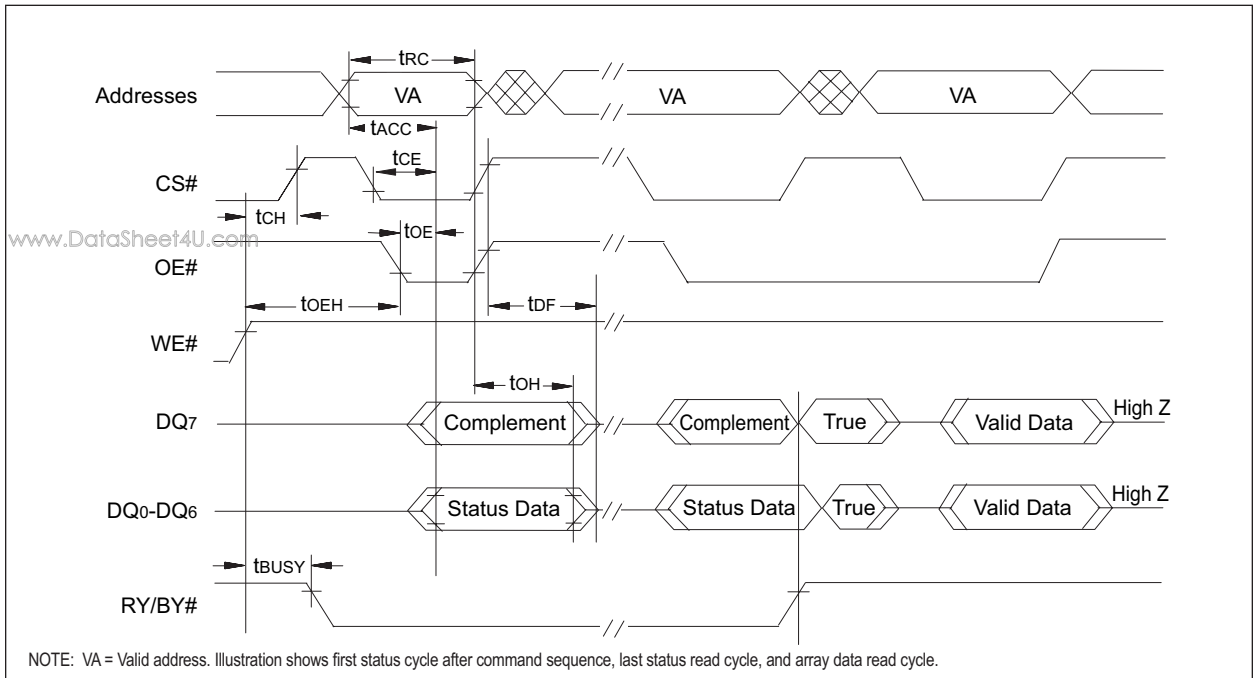 tRC
Addresses VA VA VA
tACC
tCE
CS#
tCH
tOE
www.DataSheet4U.com
OE#
tOEH tDF
WE#
tOH
DQ7 Complement Complement True Valid Data High Z
DQ0-DQ6 Status Data Status Data True Valid Data High Z
tBUSY
RY/BY#
NOTE: VA = Valid address. Illustration shows first status cycle after command sequence, last status read cycle, and array data read cycle.